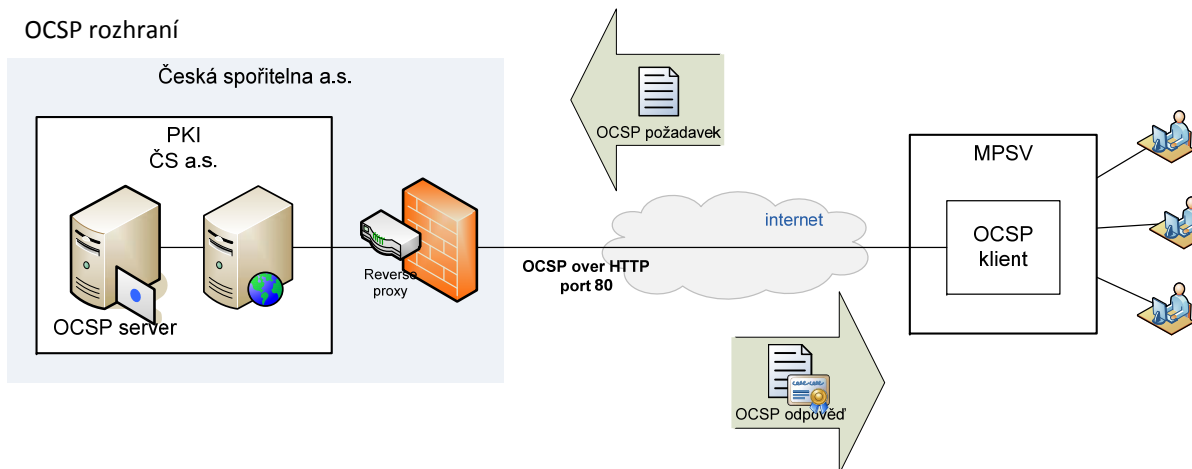 OCSP rozhraní
Česká spořitelna a.s.
PKI
ČS a.s.
OCSP server
Reverse
proxy
OCSP požadavek
internet
OCSP over HTTP
port 80
OCSP odpověď
MPSV
OCSP
klient